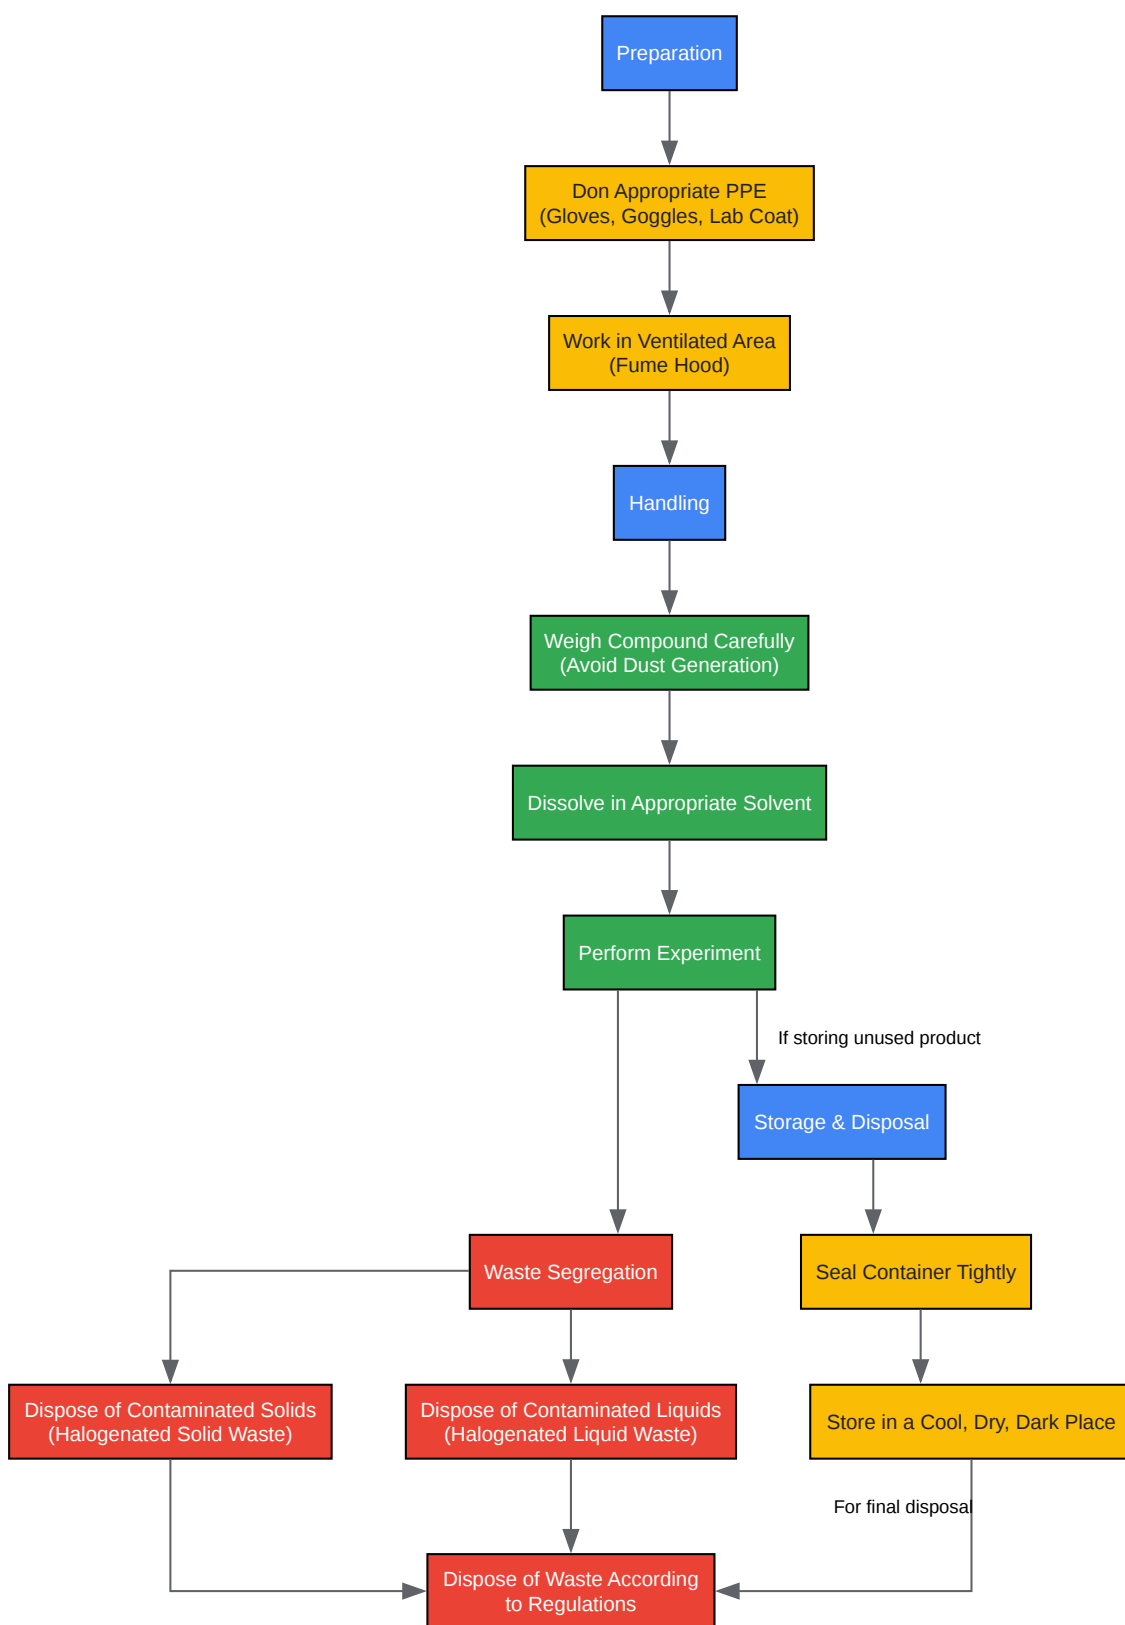 Preparation
Don Appropriate PPE
(Gloves, Goggles, Lab Coat)
Work in Ventilated Area
(Fume Hood)
Handling
Weigh Compound Carefully
(Avoid Dust Generation)
Dissolve in Appropriate Solvent
Perform Experiment
If storing unused product
Storage & Disposal
Waste Segregation
Seal Container Tightly
Dispose of Contaminated Solids
(Halogenated Solid Waste)
Dispose of Contaminated Liquids
(Halogenated Liquid Waste)
Store in a Cool, Dry, Dark Place
For final disposal
Dispose of Waste According
to Regulations